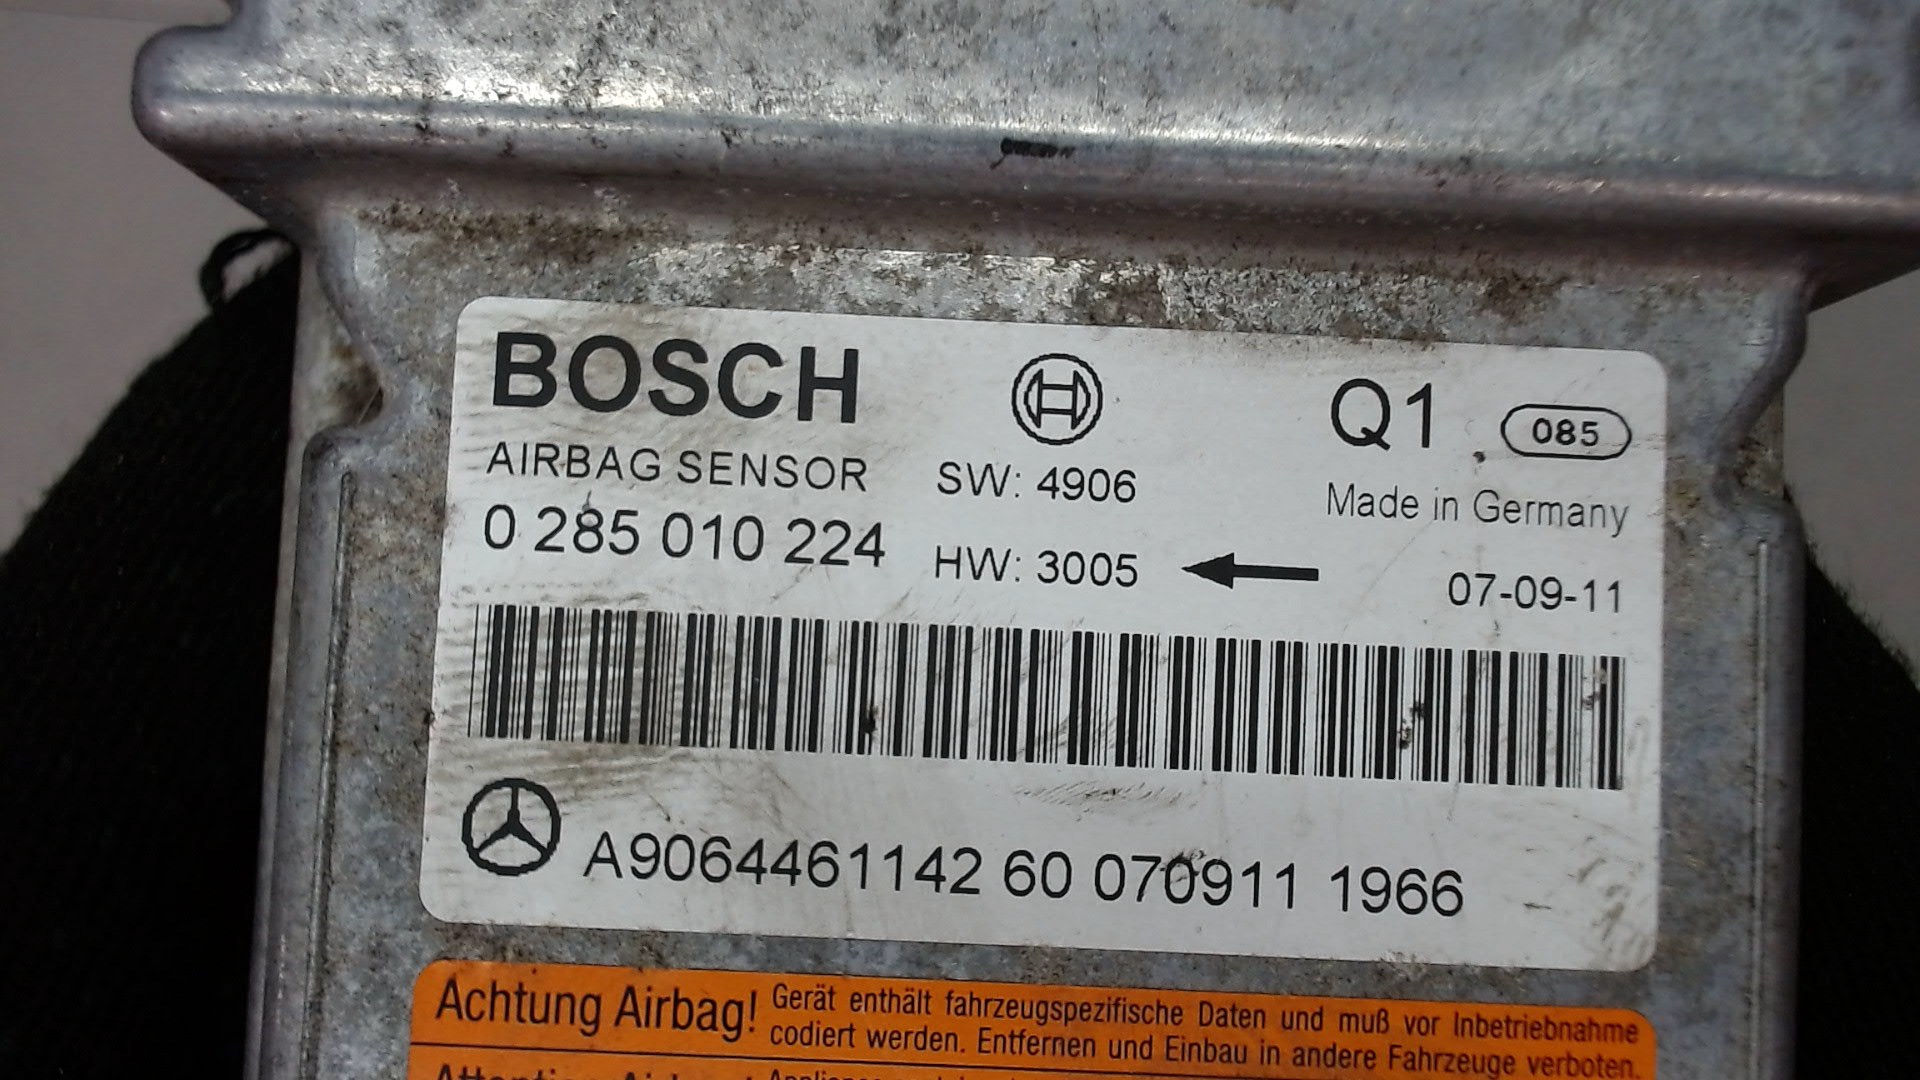 BOSCH
Q1
085
AIRBAG SENSOR
SW: 4906
Made in Germany
0 285 010 224
HW: 3005
07-09-11
A9064461142 60 070911 1966
Achtung Airbag!
Gerät enthält fahrzeugspezifische Daten und muß vor Inbetriebnahme
codiert werden. Entfernen und Einbau in andere Fahrzeuge verboten.